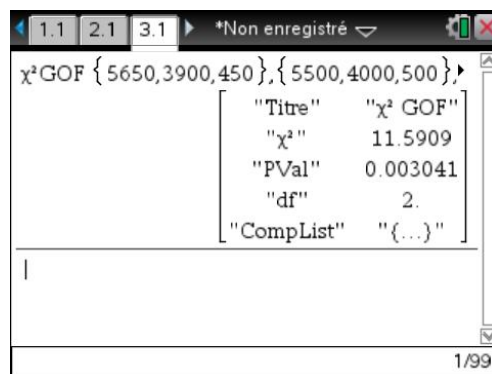 1.1 2.1 3.1 *Non enregistré
χ²GOF {5650,3900,450},{5500,4000,500},
"Titre" "χ² GOF"
"χ²" 11.5909
"PVal" 0.003041
"df" 2.
"CompList" "{...}"
1/99